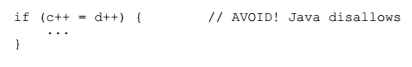 if (c++ = d++) {        // AVOID! Java disallows
    ...
}